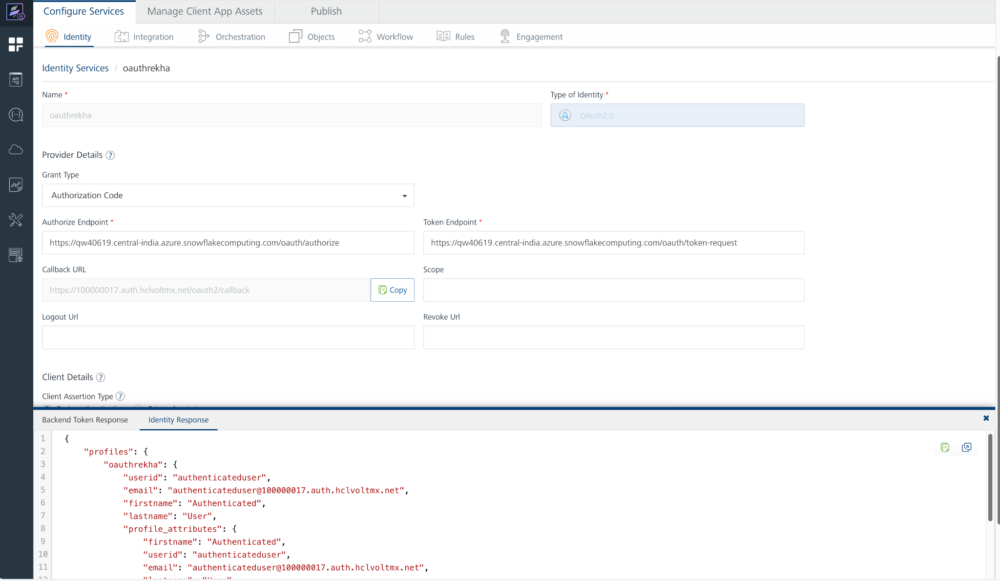 Configure Services Manage Client App Assets Publish
Identity Integration Orchestration Objects Workflow Rules Engagement
Identity Services / oauthrekha
Name * Type of Identity *
oauthrekha OAuth2.0
Provider Details ?
Grant Type
Authorization Code
Authorize Endpoint * Token Endpoint *
https://qw40619.central-india.azure.snowflakecomputing.com/oauth/authorize https://qw40619.central-india.azure.snowflakecomputing.com/oauth/token-request
Callback URL Scope
https://100000017.auth.hclvoltmx.net/oauth2/callback Copy
Logout Url Revoke Url
Client Details ?
Client Assertion Type ?
Backend Token Response Identity Response
1 {
2 "profiles": {
3 "oauthrekha": {
4 "userid": "authenticateduser",
5 "email": "authenticateduser@100000017.auth.hclvoltmx.net",
6 "firstname": "Authenticated",
7 "lastname": "User",
8 "profile_attributes": {
9 "firstname": "Authenticated",
10 "userid": "authenticateduser",
11 "email": "authenticateduser@100000017.auth.hclvoltmx.net",